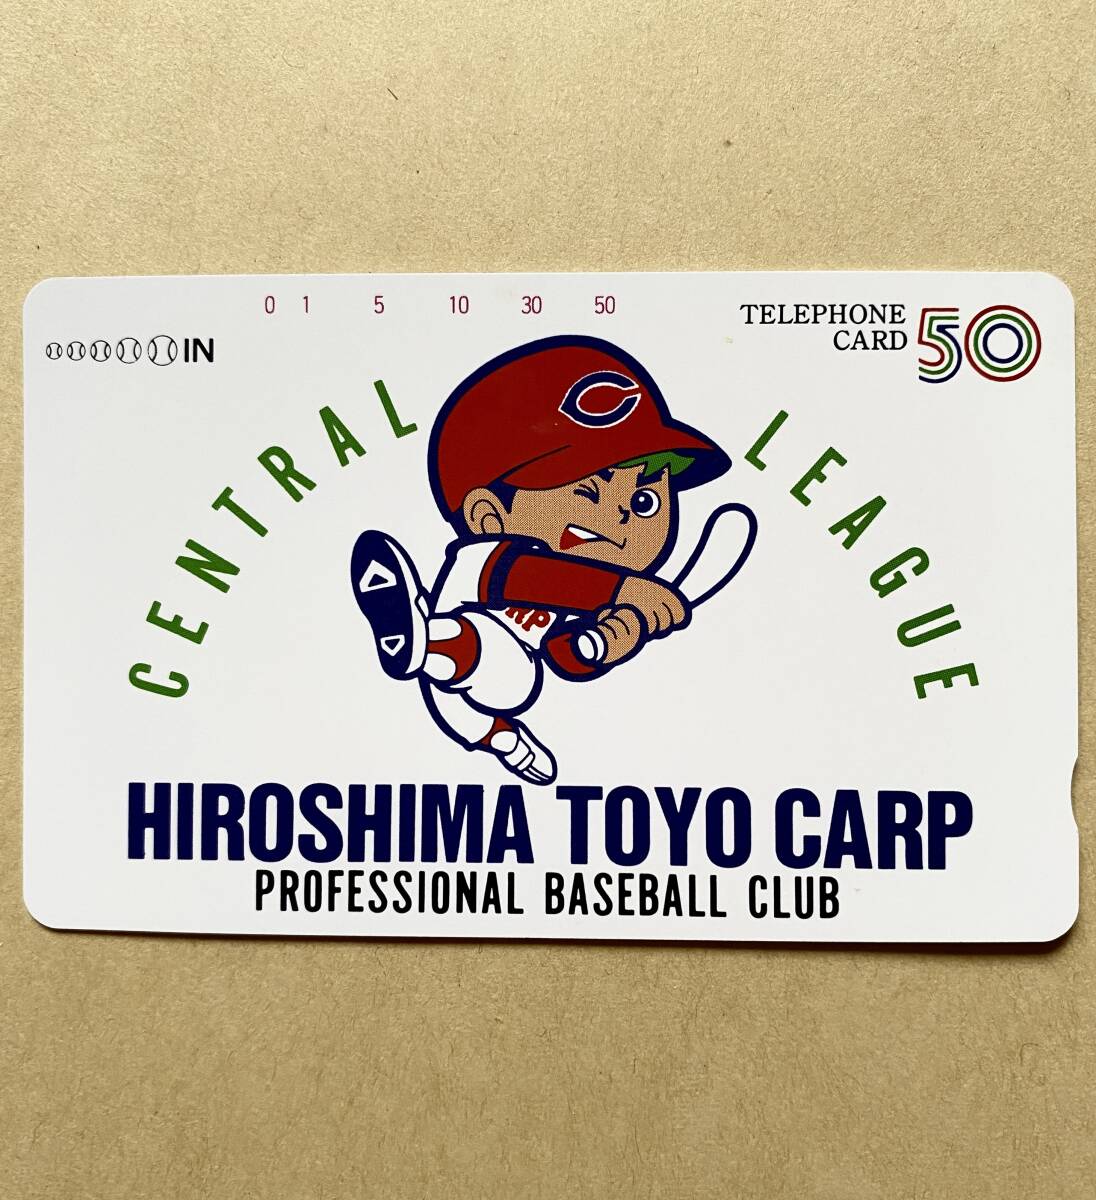 0 1 5 10 30 50
TELEPHONE
CARD 50
IN
CENTRAL LEAGUE
C
RP
HIROSHIMA TOYO CARP
PROFESSIONAL BASEBALL CLUB